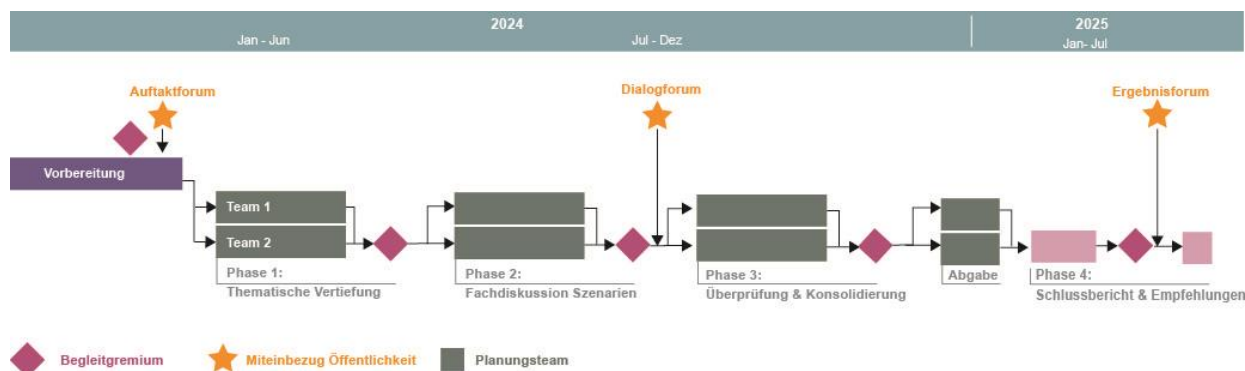 2024
2025
Jan - Jun
Jul - Dez
Jan- Jul
Auftaktforum
Dialogforum
Ergebnisforum
Vorbereitung
Team 1
Team 2
Phase 1:
Thematische Vertiefung
Phase 2:
Fachdiskussion Szenarien
Phase 3:
Überprüfung & Konsolidierung
Abgabe
Phase 4:
Schlussbericht & Empfehlungen
Begleitgremium
Miteinbezug Öffentlichkeit
Planungsteam